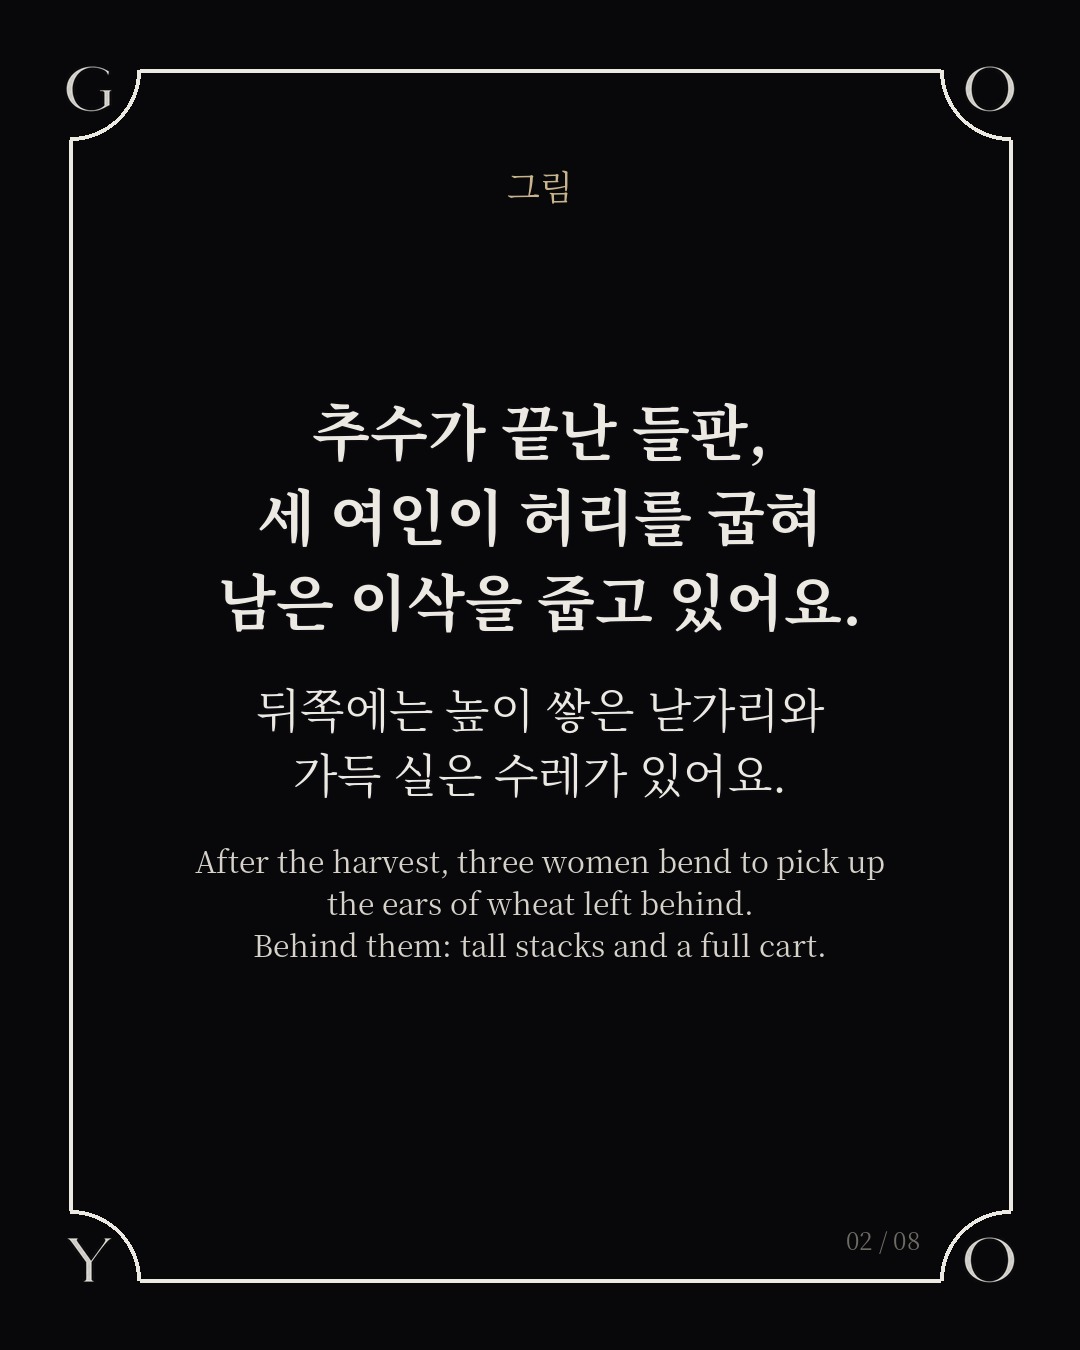 G O
그림
추수가 끝난 들판,
세 여인이 허리를 굽혀
남은 이삭을 줍고 있어요.
뒤쪽에는 높이 쌓은 낟가리와
가득 실은 수레가 있어요.
After the harvest, three women bend to pick up
the ears of wheat left behind.
Behind them: tall stacks and a full cart.
02 / 08
Y O